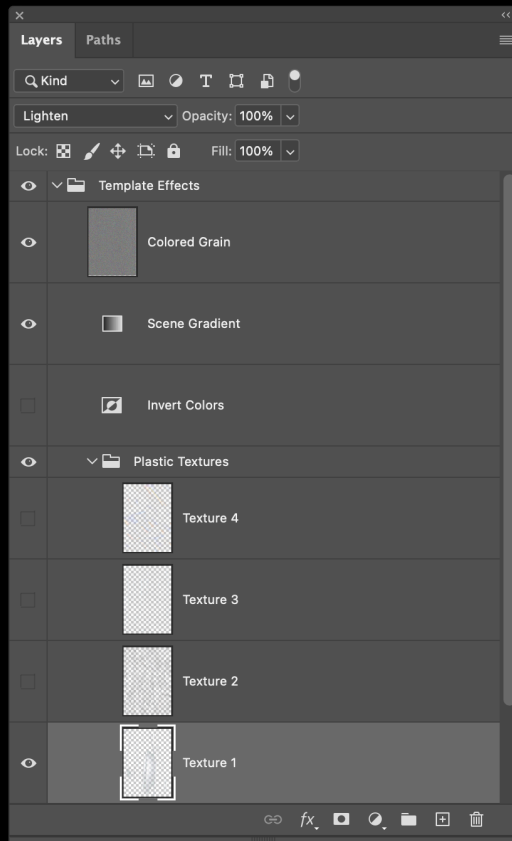 Layers Paths
Kind T
Lighten Opacity: 100%
Lock: Fill: 100%
Template Effects
Colored Grain
Scene Gradient
Invert Colors
Plastic Textures
Texture 4
Texture 3
Texture 2
Texture 1
fx